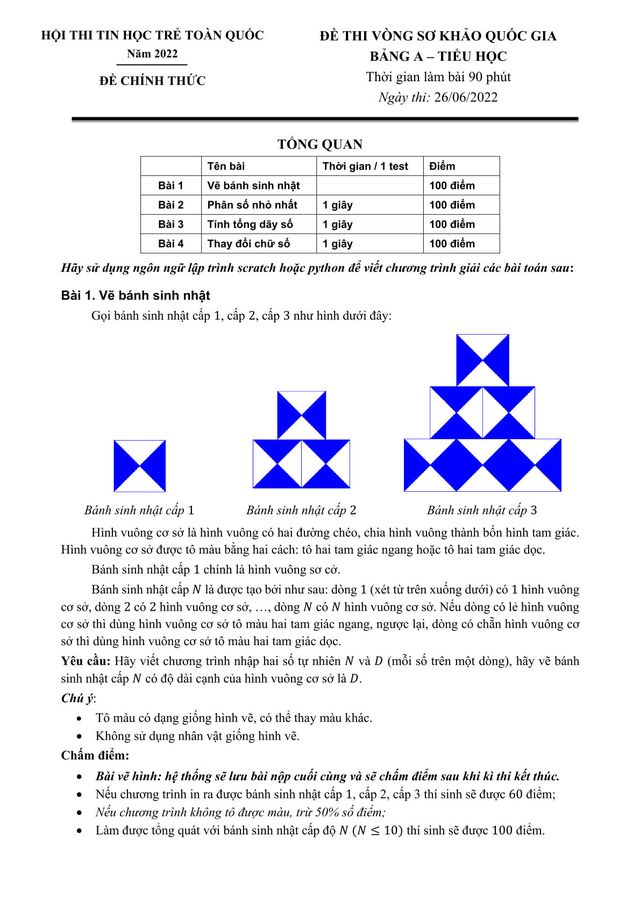 HỘI THI TIN HỌC TRẺ TOÀN QUỐC
Năm 2022
ĐỀ CHÍNH THỨC
ĐỀ THI VÒNG SƠ KHẢO QUỐC GIA
BẢNG A – TIỂU HỌC
Thời gian làm bài 90 phút
Ngày thi: 26/06/2022
TỔNG QUAN
Tên bài Thời gian / 1 test Điểm
Bài 1 Vẽ bánh sinh nhật 100 điểm
Bài 2 Phân số nhỏ nhất 1 giây 100 điểm
Bài 3 Tính tổng dãy số 1 giây 100 điểm
Bài 4 Thay đổi chữ số 1 giây 100 điểm
Hãy sử dụng ngôn ngữ lập trình scratch hoặc python để viết chương trình giải các bài toán sau:
Bài 1. Vẽ bánh sinh nhật
Gọi bánh sinh nhật cấp 1, cấp 2, cấp 3 như hình dưới đây:
Bánh sinh nhật cấp 1 Bánh sinh nhật cấp 2 Bánh sinh nhật cấp 3
Hình vuông cơ sở là hình vuông có hai đường chéo, chia hình vuông thành bốn hình tam giác.
Hình vuông cơ sở được tô màu bằng hai cách: tô hai tam giác ngang hoặc tô hai tam giác dọc.
Bánh sinh nhật cấp 1 chính là hình vuông sơ cở.
Bánh sinh nhật cấp N là được tạo bởi như sau: dòng 1 (xét từ trên xuống dưới) có 1 hình vuông
cơ sở, dòng 2 có 2 hình vuông cơ sở, …, dòng N có N hình vuông cơ sở. Nếu dòng có lẻ hình vuông
cơ sở thì dùng hình vuông cơ sở tô màu hai tam giác ngang, ngược lại, dòng có chẵn hình vuông cơ
sở thì dùng hình vuông cơ sở tô màu hai tam giác dọc.
Yêu cầu: Hãy viết chương trình nhập hai số tự nhiên N và D (mỗi số trên một dòng), hãy vẽ bánh
sinh nhật cấp N có độ dài cạnh của hình vuông cơ sở là D.
Chú ý:
• Tô màu có dạng giống hình vẽ, có thể thay màu khác.
• Không sử dụng nhân vật giống hình vẽ.
Chấm điểm:
• Bài vẽ hình: hệ thống sẽ lưu bài nộp cuối cùng và sẽ chấm điểm sau khi kì thi kết thúc.
• Nếu chương trình in ra được bánh sinh nhật cấp 1, cấp 2, cấp 3 thí sinh sẽ được 60 điểm;
• Nếu chương trình không tô được màu, trừ 50% số điểm;
• Làm được tổng quát với bánh sinh nhật cấp độ N (N ≤ 10) thí sinh sẽ được 100 điểm.